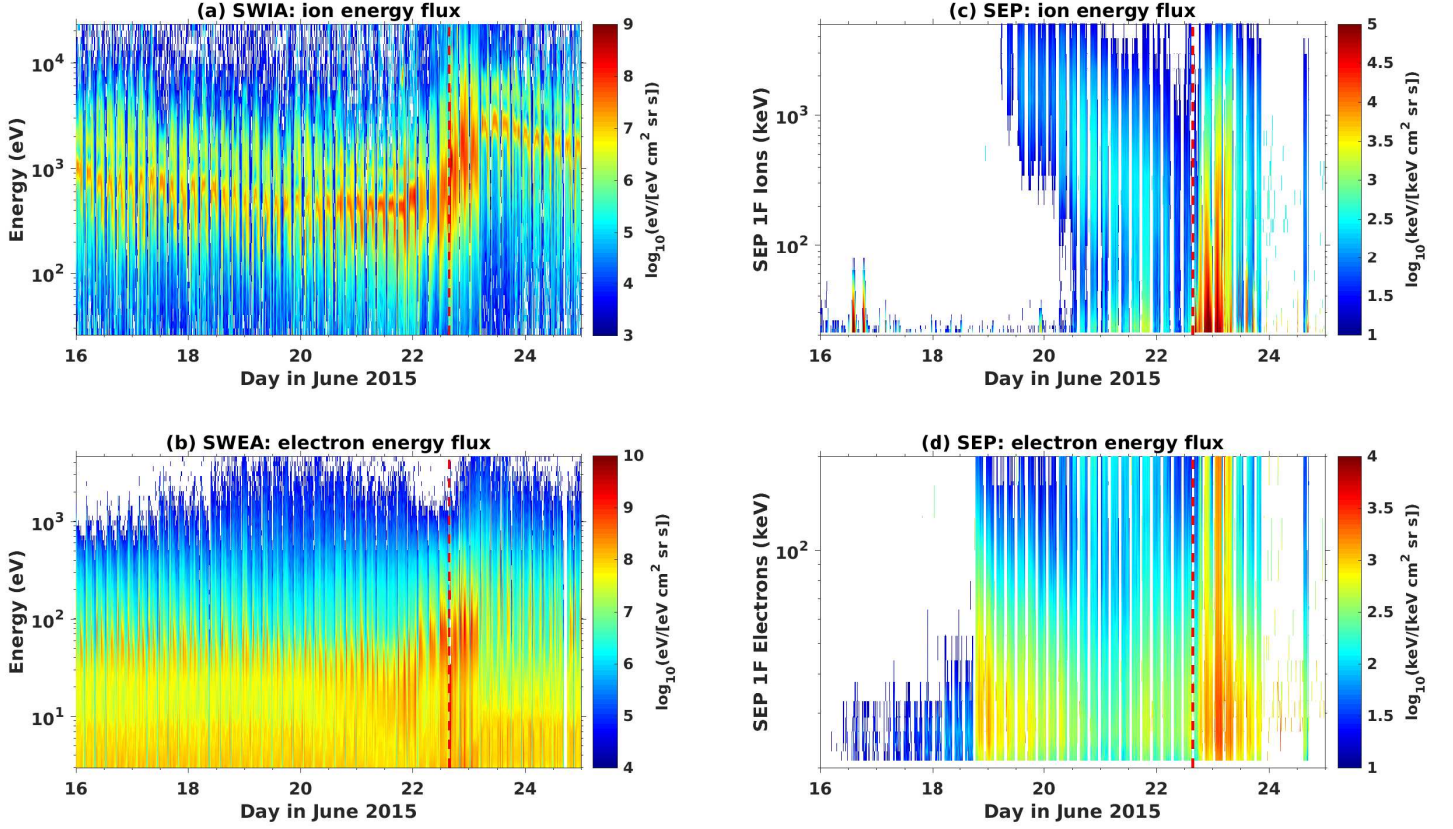 (a) SWIA: ion energy flux
Energy (eV)
10⁴
10³
10²
16 18 20 22 24
Day in June 2015
9
8
7
6
5
4
3
log₁₀(eV/[eV cm² sr s])
(c) SEP: ion energy flux
SEP 1F Ions (keV)
10³
10²
16 18 20 22 24
Day in June 2015
5
4.5
4
3.5
3
2.5
2
1.5
1
log₁₀(keV/[keV cm² sr s])
(b) SWEA: electron energy flux
Energy (eV)
10³
10²
10¹
16 18 20 22 24
Day in June 2015
10
9
8
7
6
5
4
log₁₀(eV/[eV cm² sr s])
(d) SEP: electron energy flux
SEP 1F Electrons (keV)
10²
16 18 20 22 24
Day in June 2015
4
3.5
3
2.5
2
1.5
1
log₁₀(keV/[keV cm² sr s])